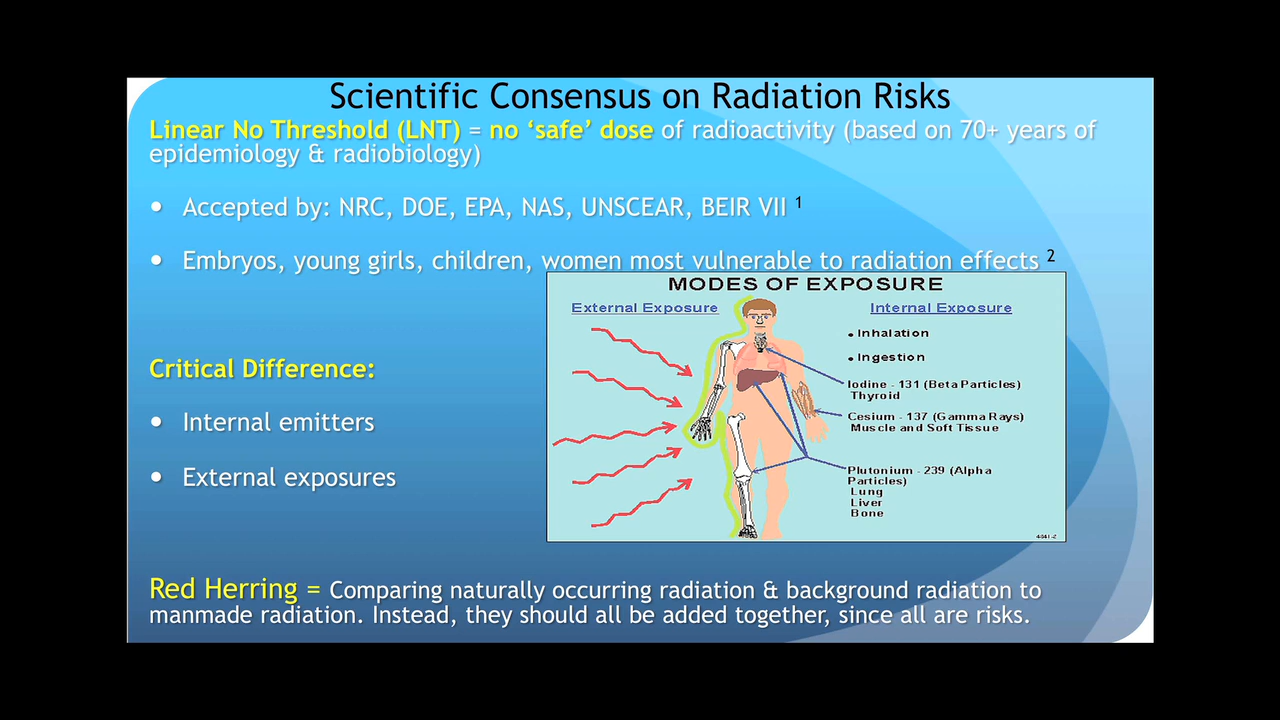 Scientific Consensus on Radiation Risks
Linear No Threshold (LNT) = no ‘safe’ dose of radioactivity (based on 70+ years of
epidemiology & radiobiology)
• Accepted by: NRC, DOE, EPA, NAS, UNSCEAR, BEIR VII 1
• Embryos, young girls, children, women most vulnerable to radiation effects 2
MODES OF EXPOSURE
External Exposure
Internal Exposure
• Inhalation
• Ingestion
Iodine - 131 (Beta Particles)
Thyroid
Cesium - 137 (Gamma Rays)
Muscle and Soft Tissue
Plutonium - 239 (Alpha
Particles)
Lung
Liver
Bone
Critical Difference:
• Internal emitters
• External exposures
Red Herring = Comparing naturally occurring radiation & background radiation to
manmade radiation. Instead, they should all be added together, since all are risks.